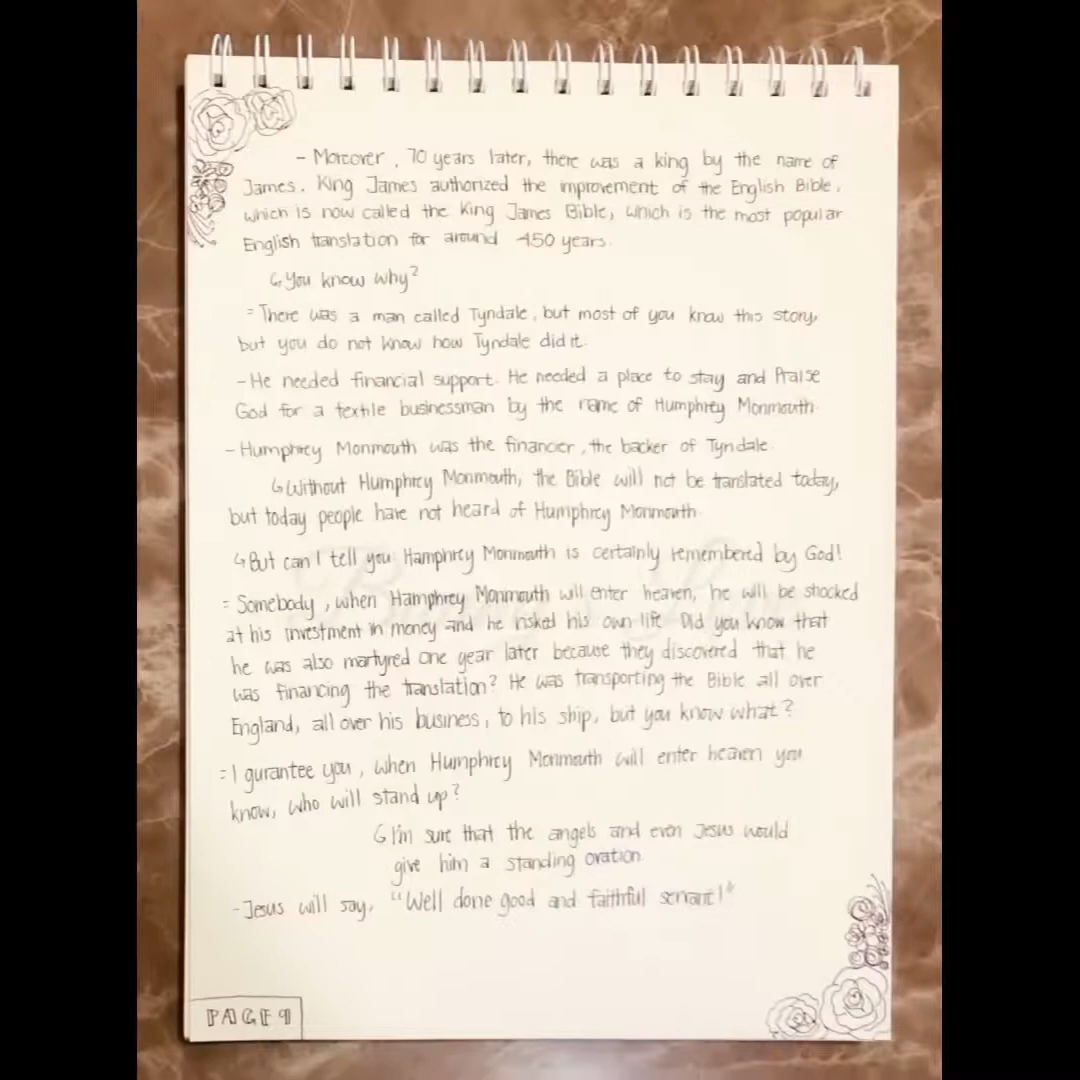 - Moreover, 70 years later, there was a king by the name of
James. King James authorized the improvement of the English Bible,
which is now called the King James Bible, which is the most popular
English translation for around 450 years.
↳ You know why?
= There was a man called Tyndale, but most of you know this story,
but you do not know how Tyndale did it.
- He needed financial support. He needed a place to stay and Praise
God for a textile businessman by the name of Humphrey Monmouth
- Humphrey Monmouth was the financier, the backer of Tyndale.
↳ Without Humphrey Monmouth, the Bible will not be translated today,
but today people have not heard of Humphrey Monmouth
↳ But can I tell you: Hamphrey Monmouth is certainly remembered by God!
= Somebody, when Hamphrey Monmouth will enter heaven, he will be shocked
at his investment in money and he risked his own life. Did you know that
he was also martyred one year later because they discovered that he
was financing the translation? He was transporting the Bible all over
England, all over his business, to his ship, but you know what?
= I gurantee you, when Humphrey Monmouth will enter heaven you
know, who will stand up?
↳ I'm sure that the angels and even Jesus would
give him a standing oration.
- Jesus will say, "Well done good and faithful servant!"
PAGE 9